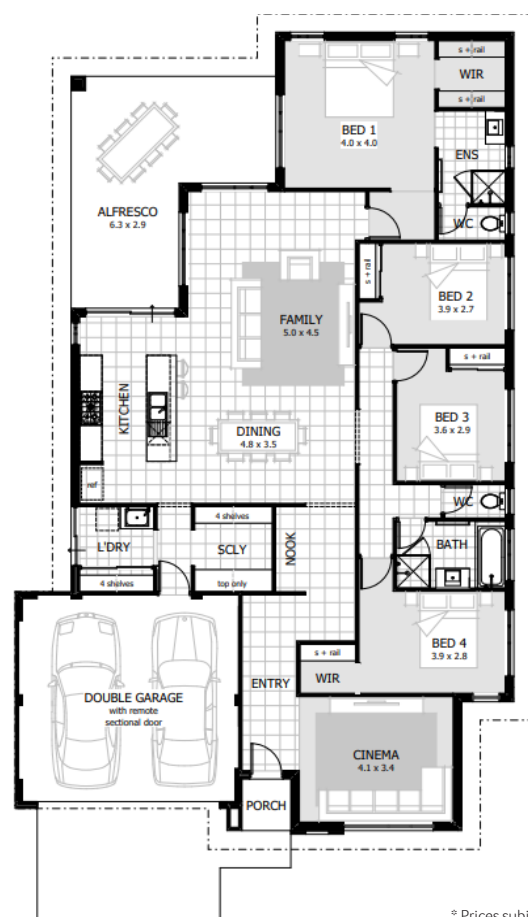 s + rail
WIR
s + rail
BED 1
4.0 x 4.0
ENS
WC
ALFRESCO
6.3 x 2.9
s + rail
BED 2
3.9 x 2.7
FAMILY
5.0 x 4.5
s + rail
BED 3
3.6 x 2.9
KITCHEN
DINING
4.8 x 3.5
ref
WC
4 shelves
L'DRY
SCLY
NOOK
BATH
4 shelves
top only
s + rail
WIR
BED 4
3.9 x 2.8
ENTRY
DOUBLE GARAGE
with remote
sectional door
CINEMA
4.1 x 3.4
PORCH
* Prices subj